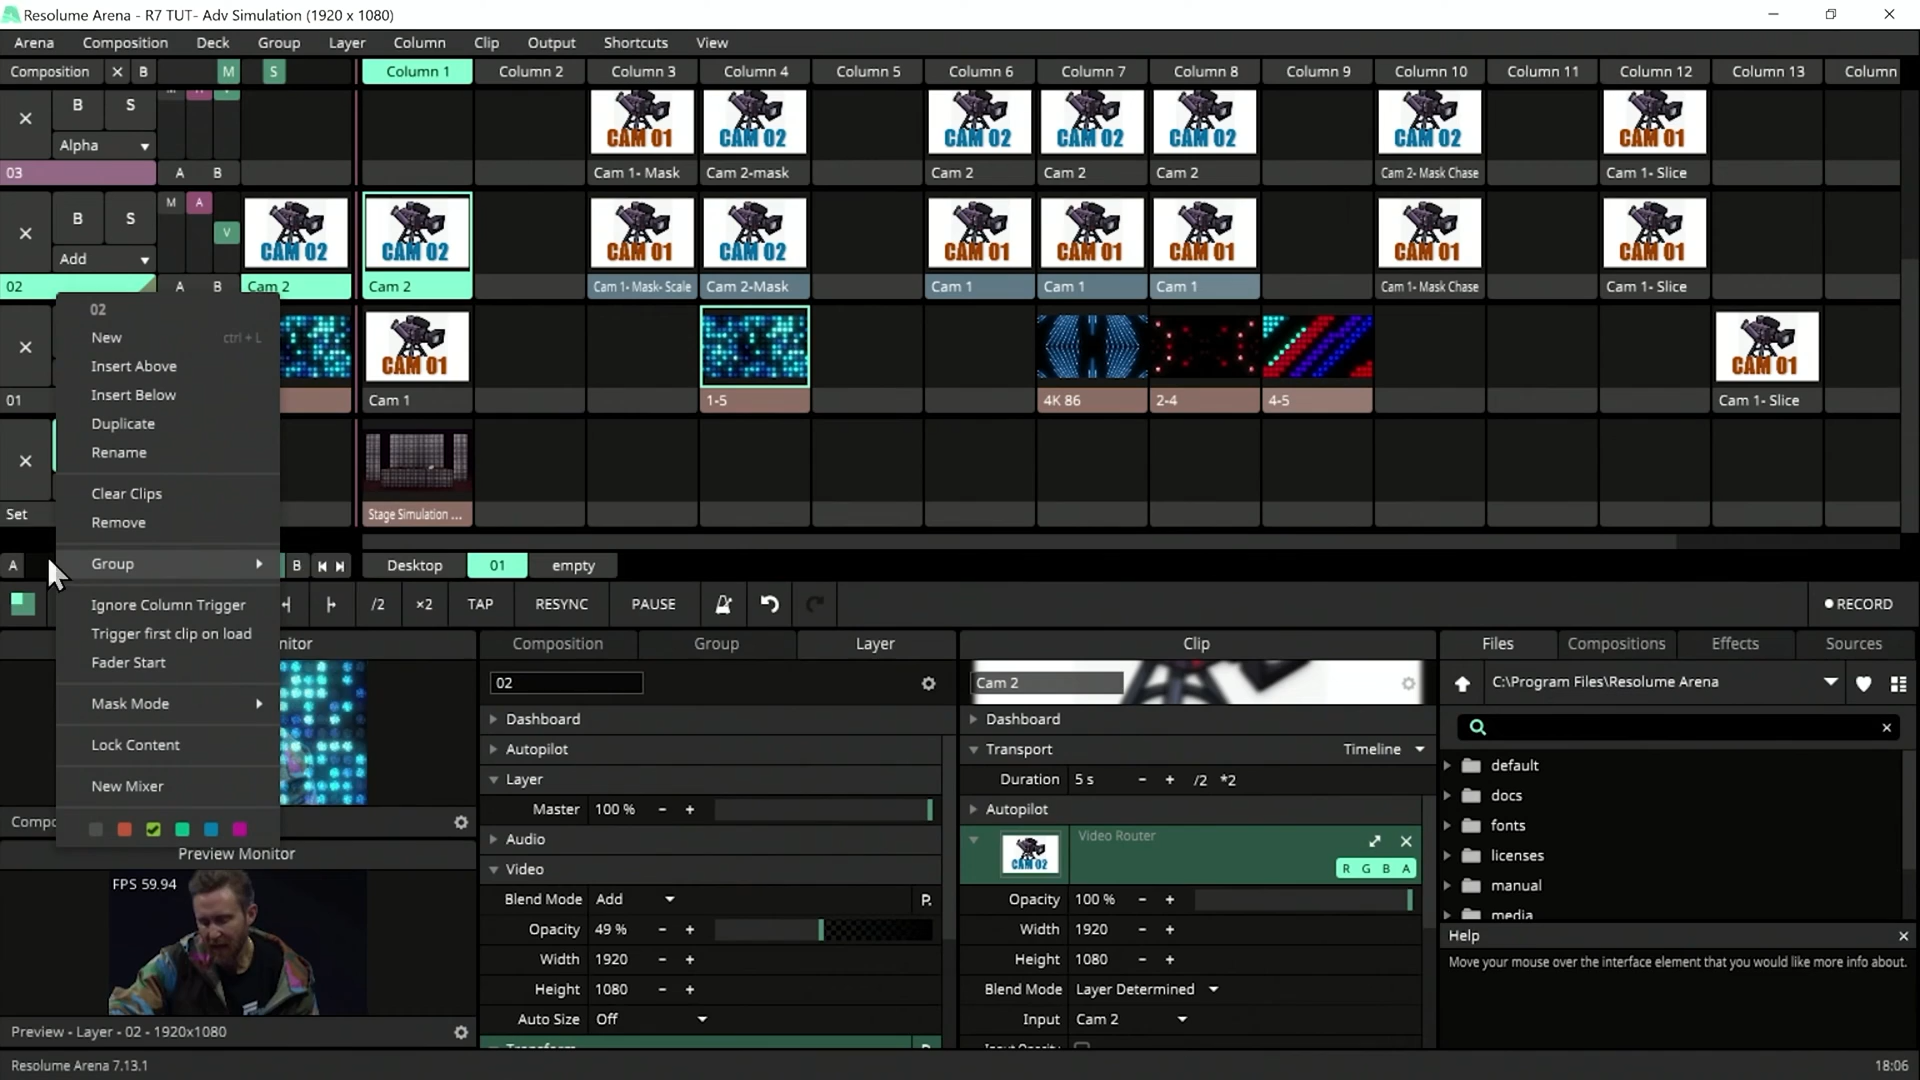 Resolume Arena - R7 TUT- Adv Simulation (1920 x 1080)
Arena Composition Deck Group Layer Column Clip Output Shortcuts View
Composition X B M S Column 1 Column 2 Column 3 Column 4 Column 5 Column 6 Column 7 Column 8 Column 9 Column 10 Column 11 Column 12 Column 13 Column
B S CAM 01 CAM 02 CAM 02 CAM 02 CAM 02 CAM 02 CAM 01
Alpha
03 A B Cam 1- Mask Cam 2-mask Cam 2 Cam 2 Cam 2 Cam 2- Mask Chase Cam 1- Slice
M A
B S V CAM 02 CAM 02 CAM 01 CAM 02 CAM 01 CAM 01 CAM 01 CAM 01 CAM 01
Add
02 A B Cam 2 Cam 2 Cam 1- Mask- Scale Cam 2-Mask Cam 1 Cam 1 Cam 1 Cam 1- Mask Chase Cam 1- Slice
02
New ctrl + L
Insert Above
CAM 01 CAM 01
Insert Below
01 Cam 1 1-5 4K 86 2-4 4-5 Cam 1- Slice
Duplicate
Rename
Clear Clips
Set Stage Simulation ...
Remove
A Group B Desktop 01 empty
Ignore Column Trigger /2 ×2 TAP RESYNC PAUSE RECORD
Trigger first clip on load
nitor Composition Group Layer Clip Files Compositions Effects Sources
Fader Start
02 Cam 2 C:\Program Files\Resolume Arena
Mask Mode
Dashboard Dashboard
Lock Content
Autopilot Transport Timeline
Layer Duration 5 s - + /2 *2 default
New Mixer
Master 100 % - + Autopilot docs
Compo
Audio Video Router fonts
Preview Monitor
CAM 02
Video R G B A licenses
FPS 59.94
Blend Mode Add P. Opacity 100 % - + manual
Opacity 49 % - + Width 1920 - + media
Width 1920 - + Height 1080 - + Help
Move your mouse over the interface element that you would like more info about.
Height 1080 - + Blend Mode Layer Determined
Auto Size Off Input Cam 2
Preview - Layer - 02 - 1920x1080
Transform Input Opacity
Resolume Arena 7.13.1 18:06